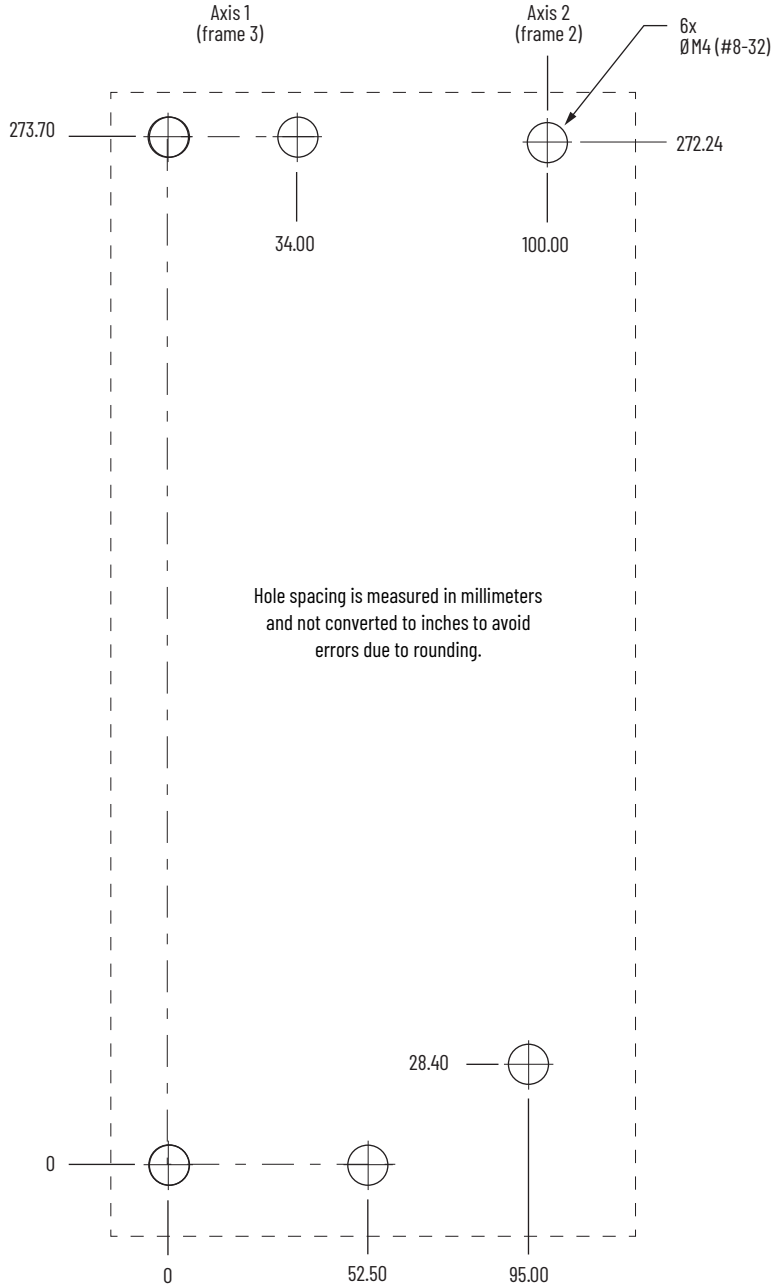 Axis 1
(frame 3)
Axis 2
(frame 2)
6x
ØM4 (#8-32)
273.70
272.24
34.00
100.00
Hole spacing is measured in millimeters
and not converted to inches to avoid
errors due to rounding.
28.40
0
0
52.50
95.00